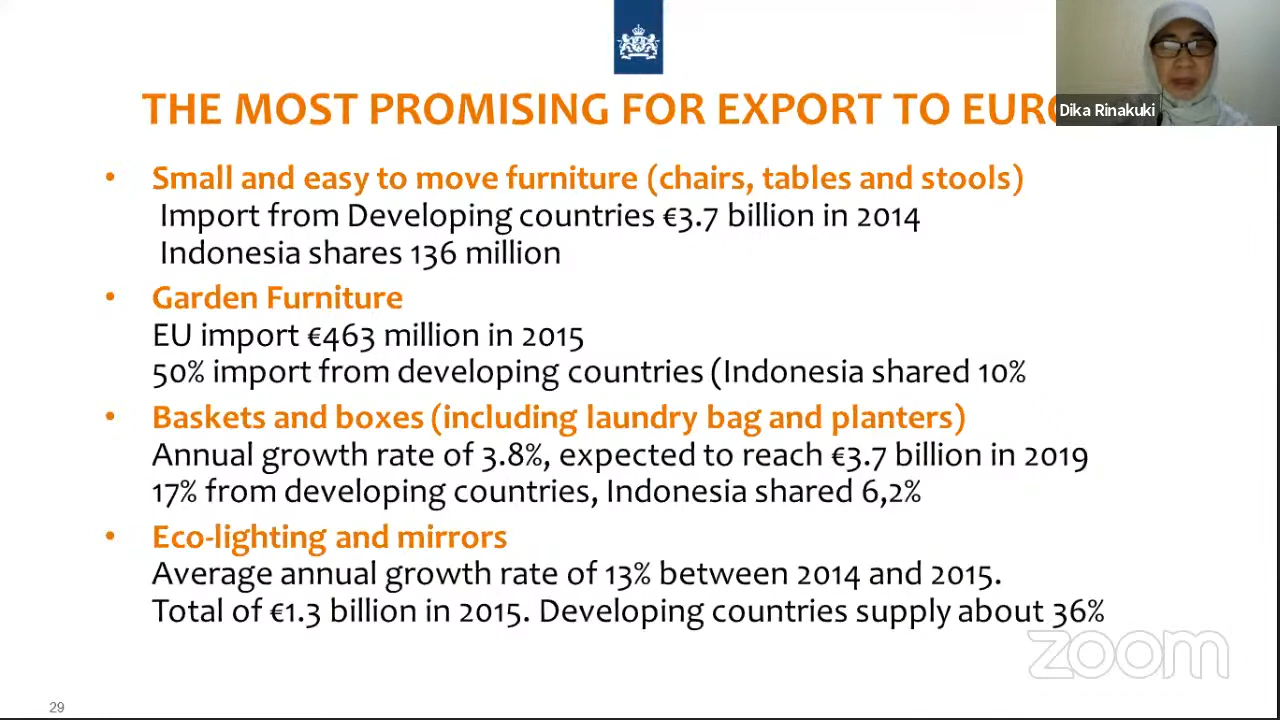 THE MOST PROMISING FOR EXPORT TO EURO
Dika Rinakuki
• Small and easy to move furniture (chairs, tables and stools)
Import from Developing countries €3.7 billion in 2014
Indonesia shares 136 million
• Garden Furniture
EU import €463 million in 2015
50% import from developing countries (Indonesia shared 10%
• Baskets and boxes (including laundry bag and planters)
Annual growth rate of 3.8%, expected to reach €3.7 billion in 2019
17% from developing countries, Indonesia shared 6,2%
• Eco-lighting and mirrors
Average annual growth rate of 13% between 2014 and 2015.
Total of €1.3 billion in 2015. Developing countries supply about 36%
zoom
29